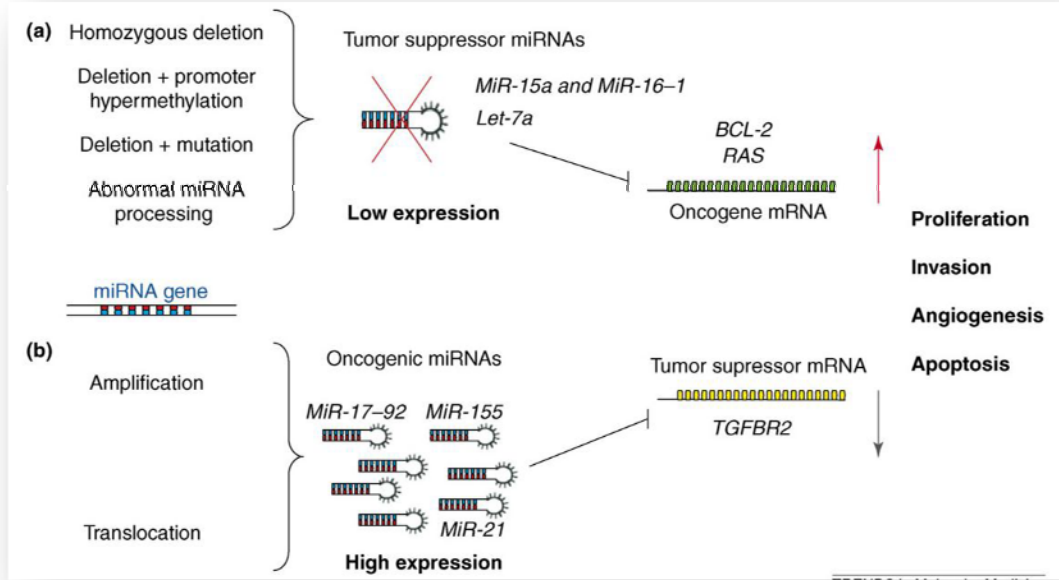 (a)
Homozygous deletion
Deletion + promoter
hypermethylation
Deletion + mutation
Abnormal miRNA
processing
Tumor suppressor miRNAs
MiR-15a and MiR-16–1
Let-7a
Low expression
BCL-2
RAS
Oncogene mRNA
Proliferation
Invasion
Angiogenesis
Apoptosis
miRNA gene
(b)
Amplification
Translocation
Oncogenic miRNAs
MiR-17–92 MiR-155
MiR-21
High expression
Tumor supressor mRNA
TGFBR2